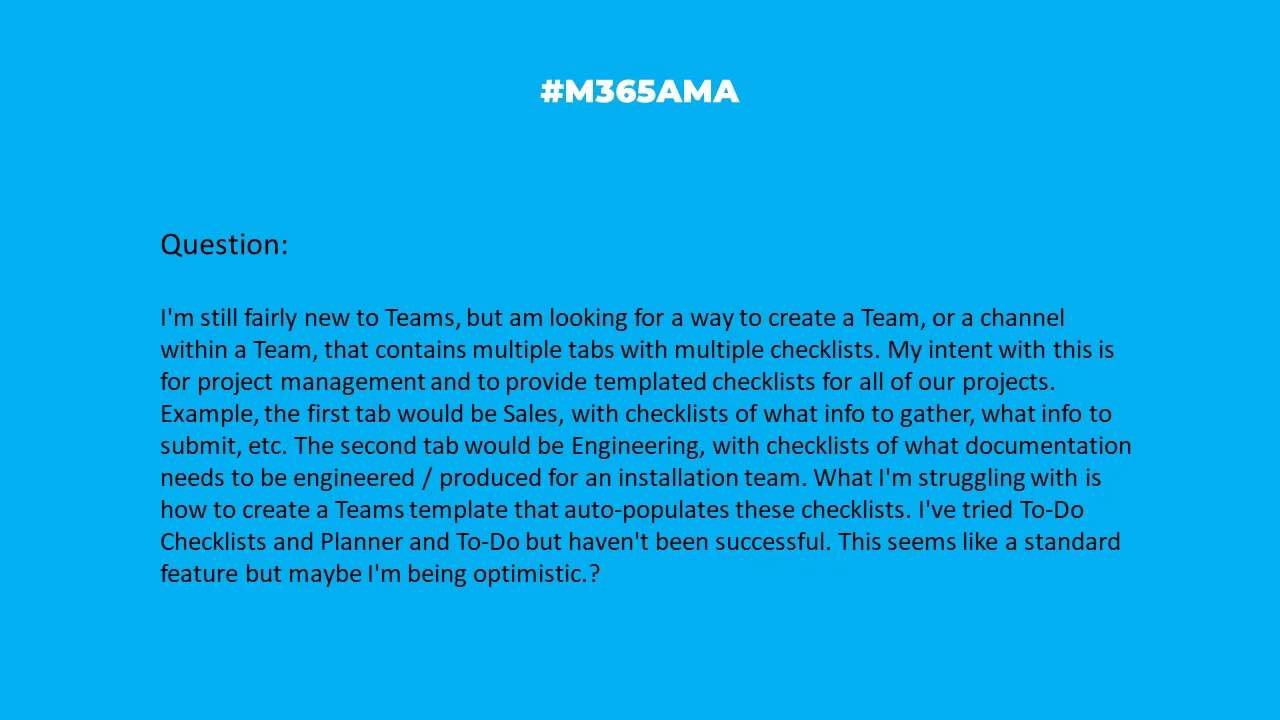 #M365AMA
Question:
I'm still fairly new to Teams, but am looking for a way to create a Team, or a channel
within a Team, that contains multiple tabs with multiple checklists. My intent with this is
for project management and to provide templated checklists for all of our projects.
Example, the first tab would be Sales, with checklists of what info to gather, what info to
submit, etc. The second tab would be Engineering, with checklists of what documentation
needs to be engineered / produced for an installation team. What I'm struggling with is
how to create a Teams template that auto-populates these checklists. I've tried To-Do
Checklists and Planner and To-Do but haven't been successful. This seems like a standard
feature but maybe I'm being optimistic.?